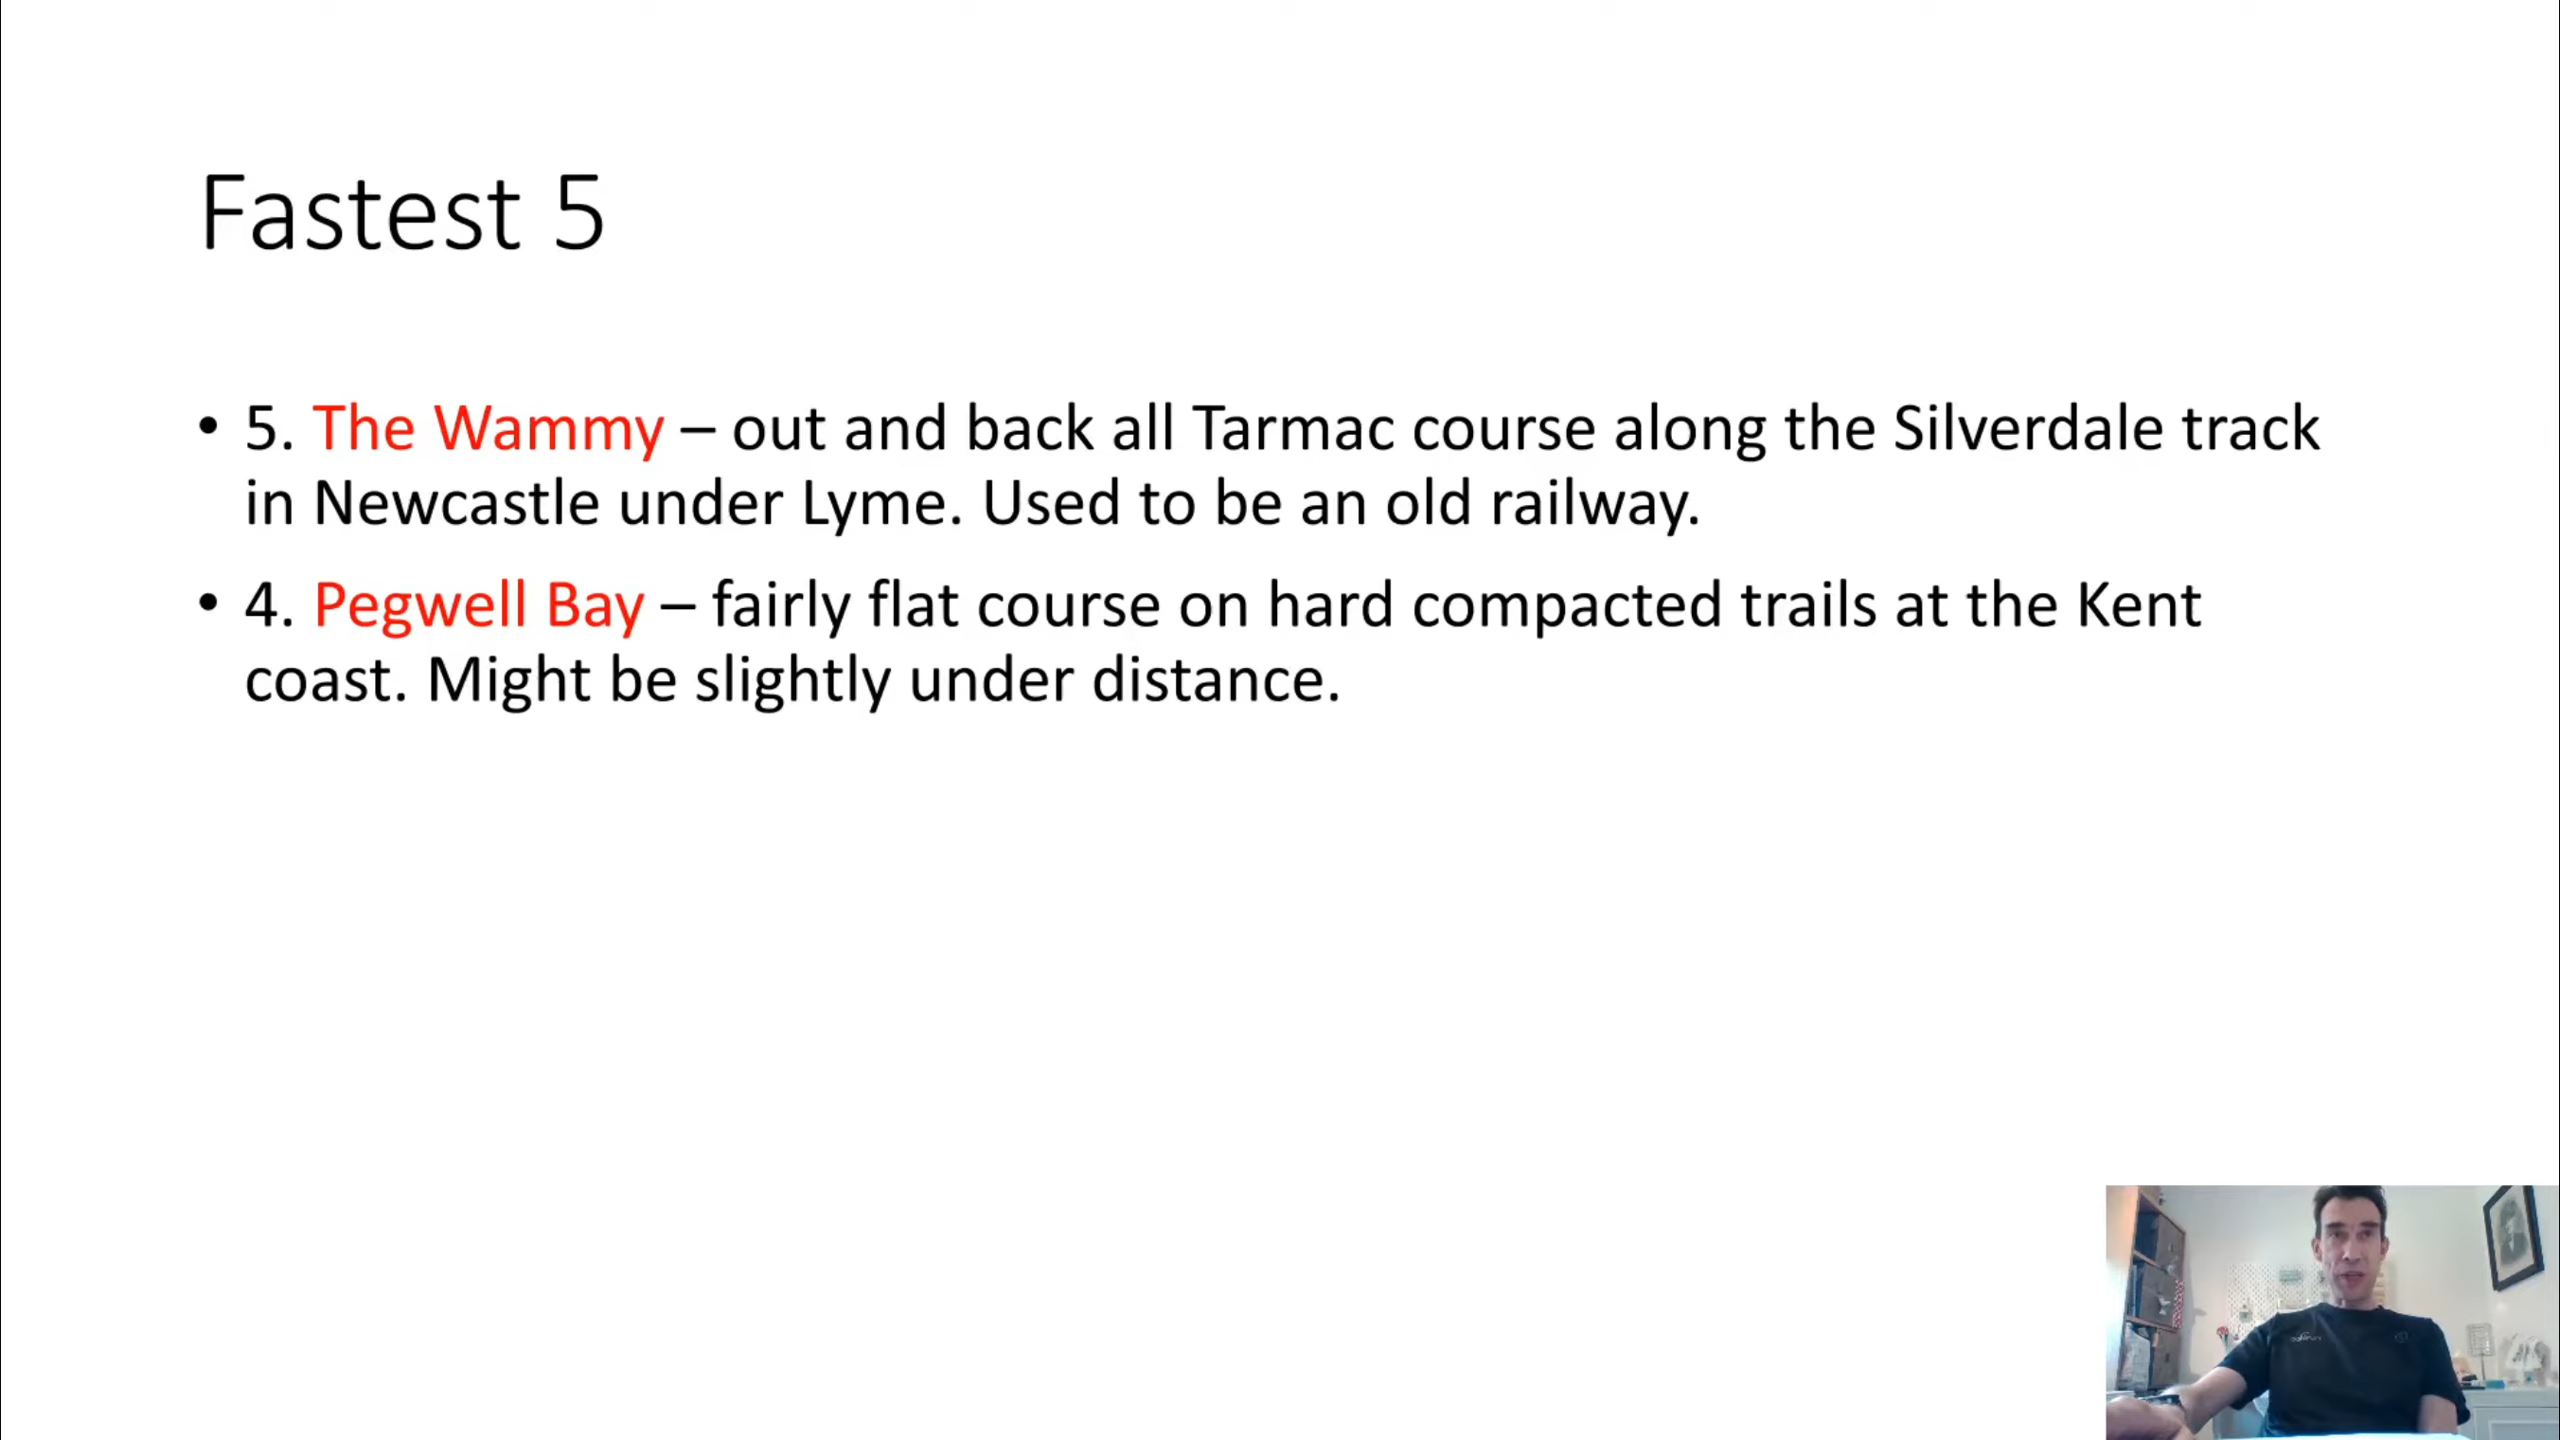 Fastest 5
• 5. The Wammy – out and back all Tarmac course along the Silverdale track
in Newcastle under Lyme. Used to be an old railway.
• 4. Pegwell Bay – fairly flat course on hard compacted trails at the Kent
coast. Might be slightly under distance.